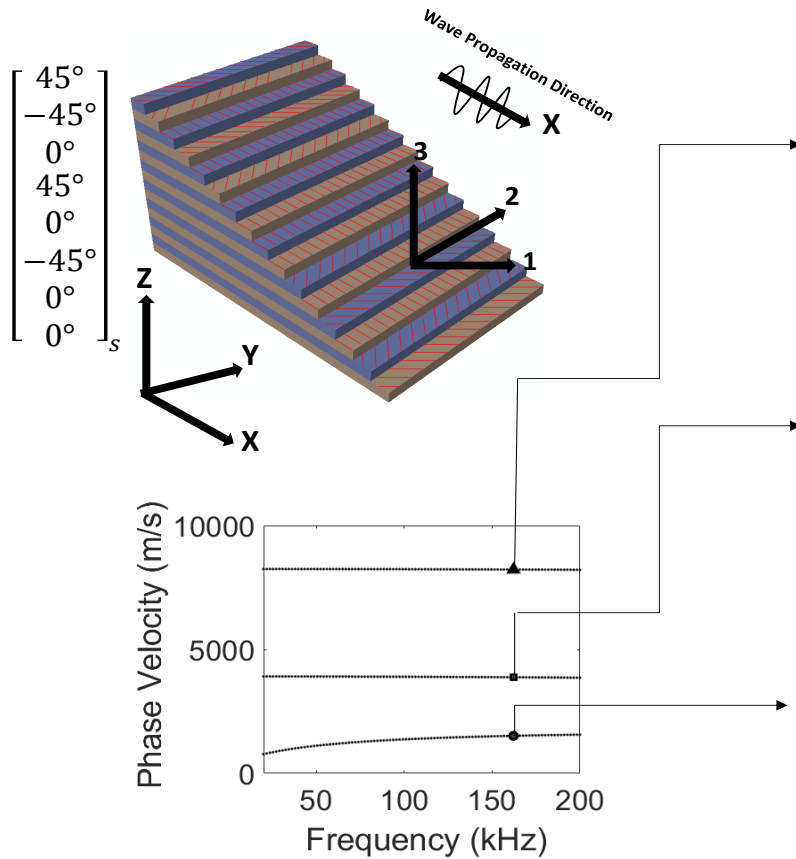 Wave Propagation Direction
X
45°
−45°
0°
45°
0°
−45°
0°
0°
s
3
2
1
Z
Y
X
Phase Velocity (m/s)
10000
5000
0
50 100 150 200
Frequency (kHz)